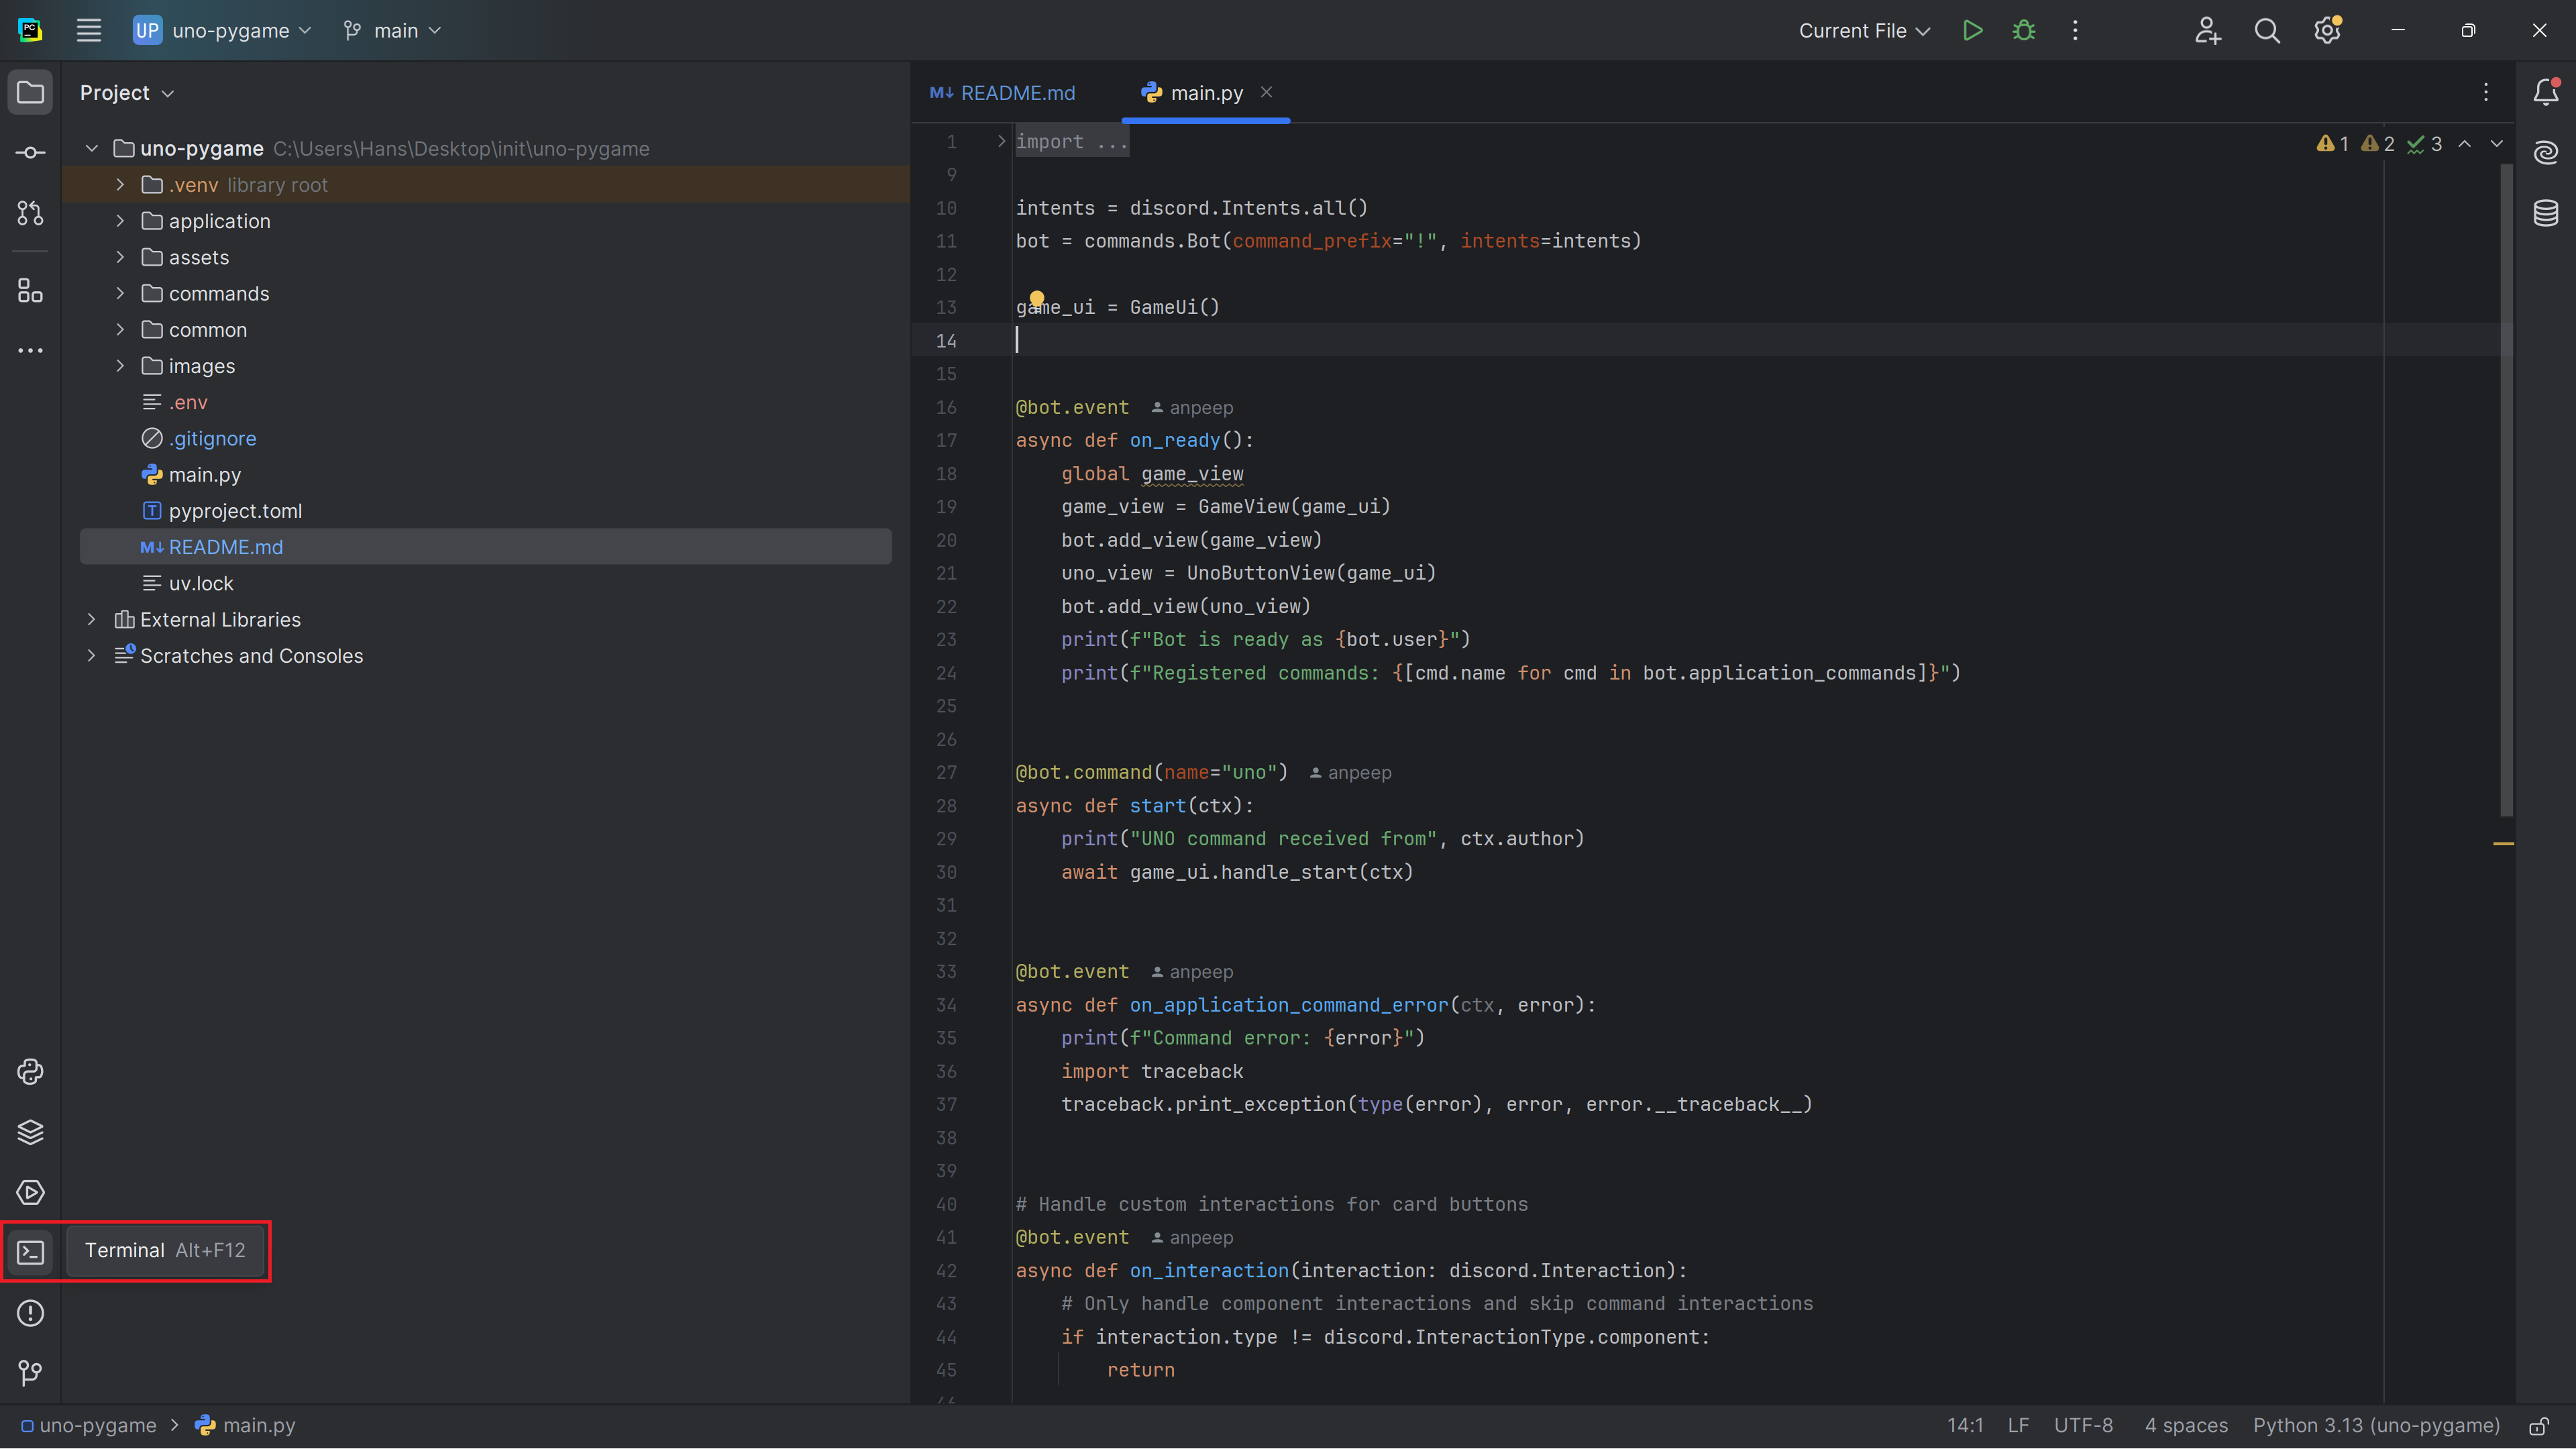 PC UP uno-pygame main Current File
Project
uno-pygame C:\Users\Hans\Desktop\init\uno-pygame
.venv library root
application
assets
commands
common
images
.env
.gitignore
main.py
pyproject.toml
M↓ README.md
uv.lock
External Libraries
Scratches and Consoles
Terminal Alt+F12
M↓ README.md main.py
1 import ...
1 2 3
9
10 intents = discord.Intents.all()
11 bot = commands.Bot(command_prefix="!", intents=intents)
12
13 game_ui = GameUi()
14
15
16 @bot.event anpeep
17 async def on_ready():
18 global game_view
19 game_view = GameView(game_ui)
20 bot.add_view(game_view)
21 uno_view = UnoButtonView(game_ui)
22 bot.add_view(uno_view)
23 print(f"Bot is ready as {bot.user}")
24 print(f"Registered commands: {[cmd.name for cmd in bot.application_commands]}")
25
26
27 @bot.command(name="uno") anpeep
28 async def start(ctx):
29 print("UNO command received from", ctx.author)
30 await game_ui.handle_start(ctx)
31
32
33 @bot.event anpeep
34 async def on_application_command_error(ctx, error):
35 print(f"Command error: {error}")
36 import traceback
37 traceback.print_exception(type(error), error, error.__traceback__)
38
39
40 # Handle custom interactions for card buttons
41 @bot.event anpeep
42 async def on_interaction(interaction: discord.Interaction):
43 # Only handle component interactions and skip command interactions
44 if interaction.type != discord.InteractionType.component:
45 return
uno-pygame > main.py
14:1 LF UTF-8 4 spaces Python 3.13 (uno-pygame)